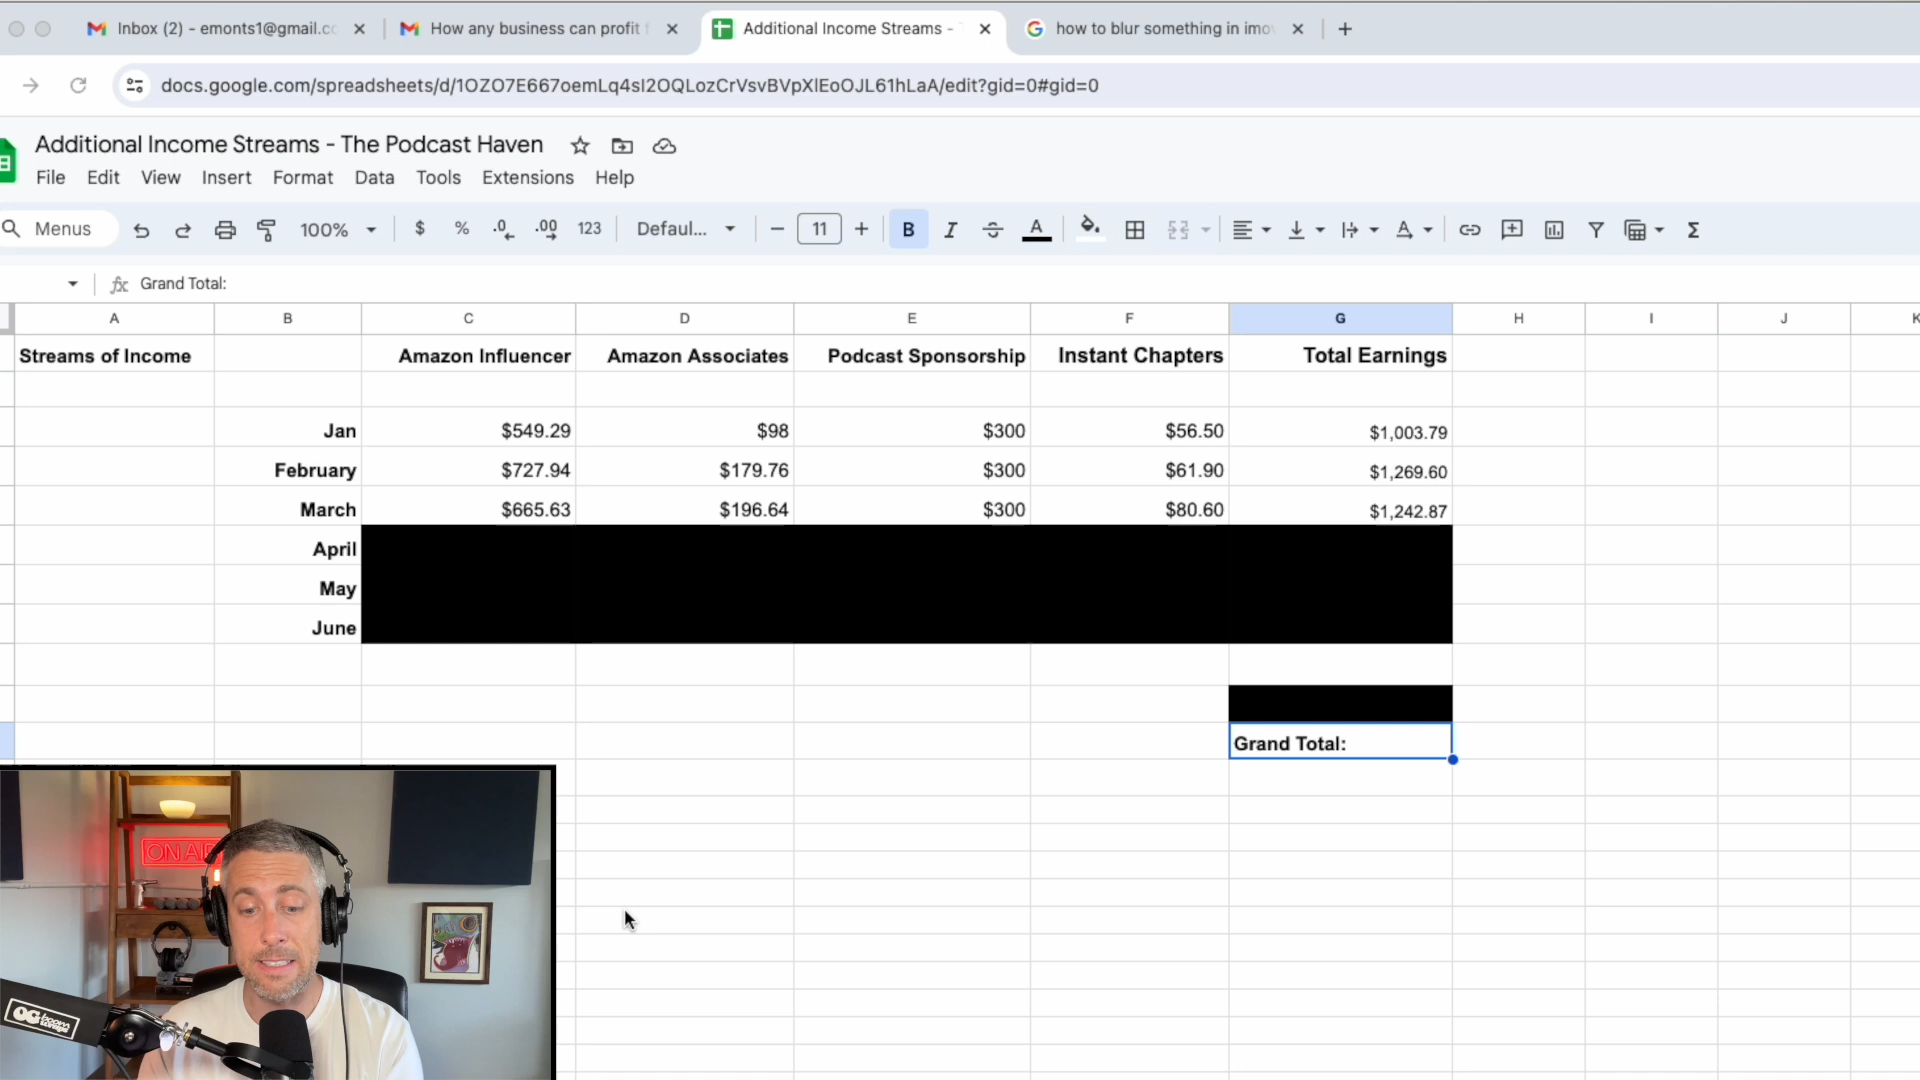 Inbox (2) - emonts1@gmail.co
How any business can profit f
Additional Income Streams -
how to blur something in imo
docs.google.com/spreadsheets/d/1OZO7E667oemLq4sI2OQLozCrVsvBVpXlEoOJL61hLaA/edit?gid=0#gid=0
Additional Income Streams - The Podcast Haven
File Edit View Insert Format Data Tools Extensions Help
Menus 100% $ % .0 .00 123 Defaul... 11 B I A
Grand Total:
A B C D E F G H I J K
Streams of Income Amazon Influencer Amazon Associates Podcast Sponsorship Instant Chapters Total Earnings
Jan $549.29 $98 $300 $56.50 $1,003.79
February $727.94 $179.76 $300 $61.90 $1,269.60
March $665.63 $196.64 $300 $80.60 $1,242.87
April
May
June
Grand Total:
ON AI
OG